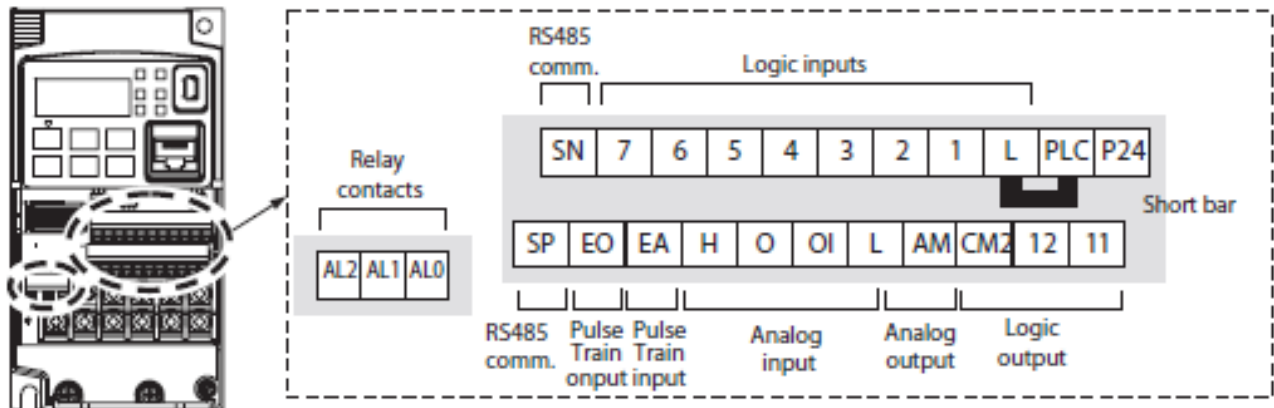 RS485
comm.
Logic inputs
SN 7 6 5 4 3 2 1 L PLC P24
Relay
contacts
Short bar
AL2 AL1 AL0
SP EO EA H O OI L AM CM2 12 11
RS485
comm.
Pulse
Train
onput
Pulse
Train
input
Analog
input
Analog
output
Logic
output